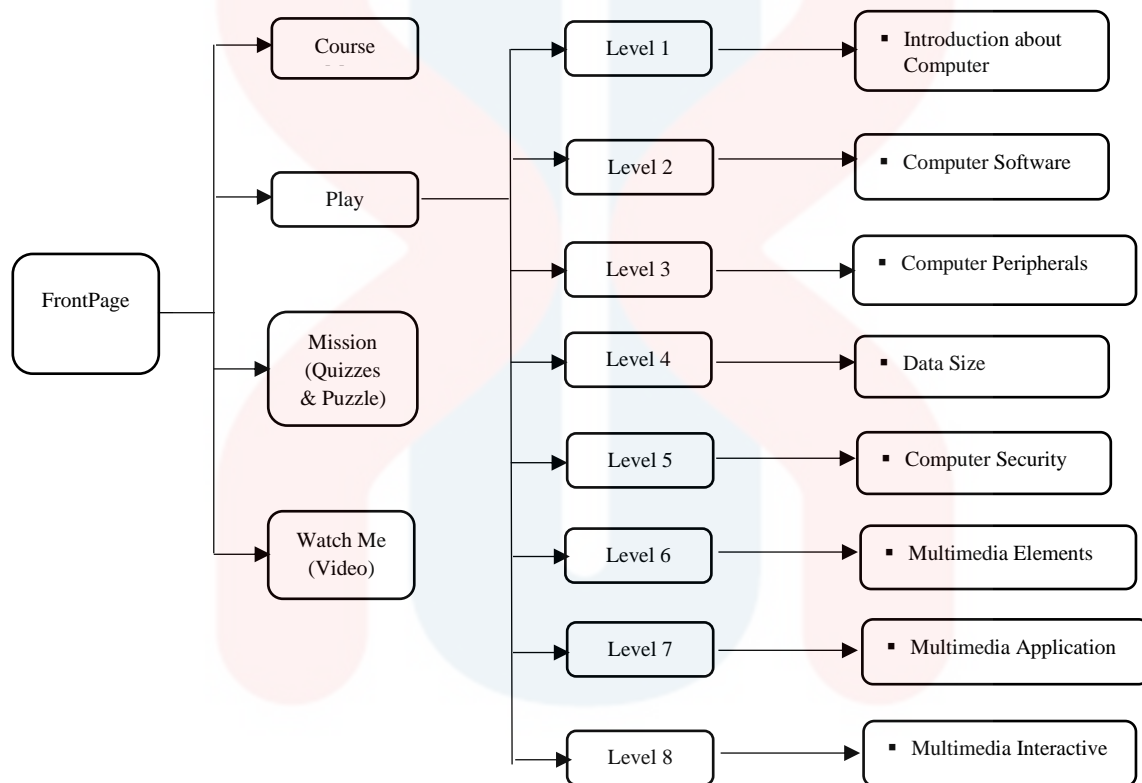 FrontPage
Course
Play
Mission
(Quizzes
& Puzzle)
Watch Me
(Video)
Level 1
▪ Introduction about
Computer
Level 2
▪ Computer Software
Level 3
▪ Computer Peripherals
Level 4
▪ Data Size
Level 5
▪ Computer Security
Level 6
▪ Multimedia Elements
Level 7
▪ Multimedia Application
Level 8
▪ Multimedia Interactive